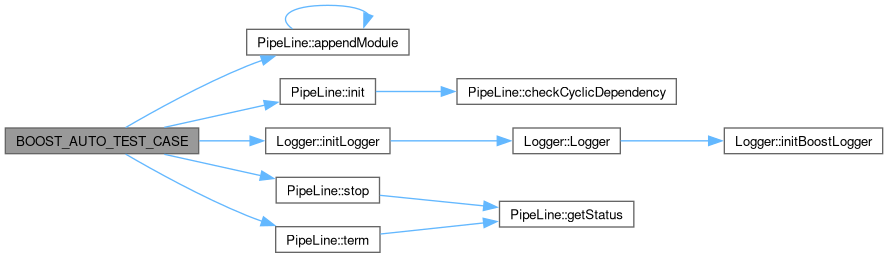 PipeLine::appendModule
PipeLine::init
PipeLine::checkCyclicDependency
BOOST_AUTO_TEST_CASE
Logger::initLogger
Logger::Logger
Logger::initBoostLogger
PipeLine::stop
PipeLine::getStatus
PipeLine::term